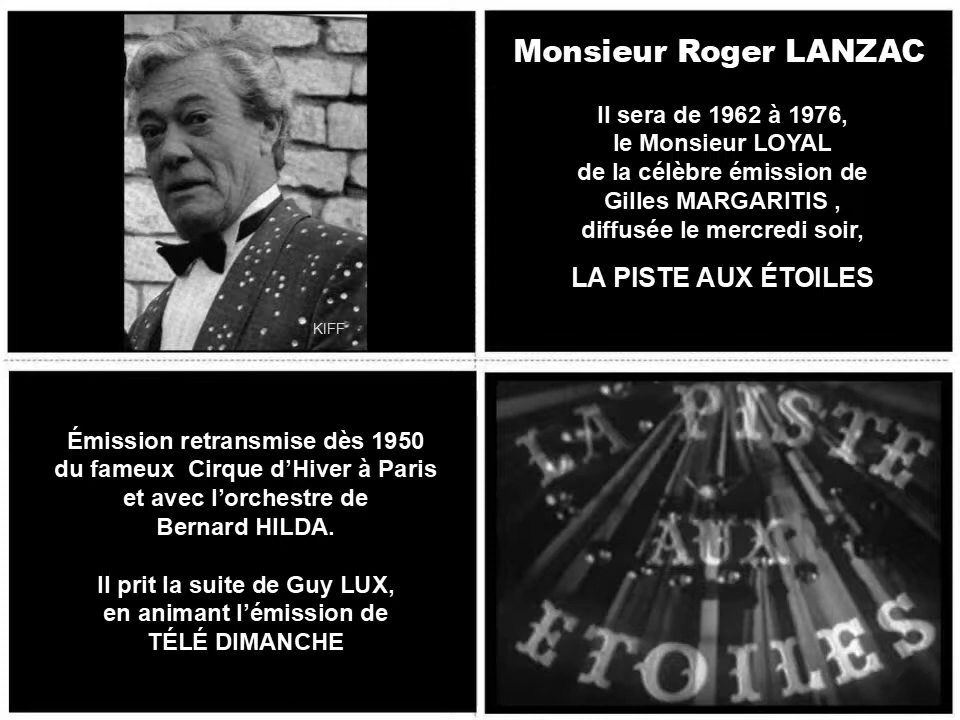 KIFF
Monsieur Roger LANZAC
Il sera de 1962 à 1976,
le Monsieur LOYAL
de la célèbre émission de
Gilles MARGARITIS ,
diffusée le mercredi soir,
LA PISTE AUX ÉTOILES
Émission retransmise dès 1950
du fameux  Cirque d’Hiver à Paris
et avec l’orchestre de
Bernard HILDA.
Il prit la suite de Guy LUX,
en animant l’émission de
TÉLÉ DIMANCHE
LA PISTE
AUX
ETOILES